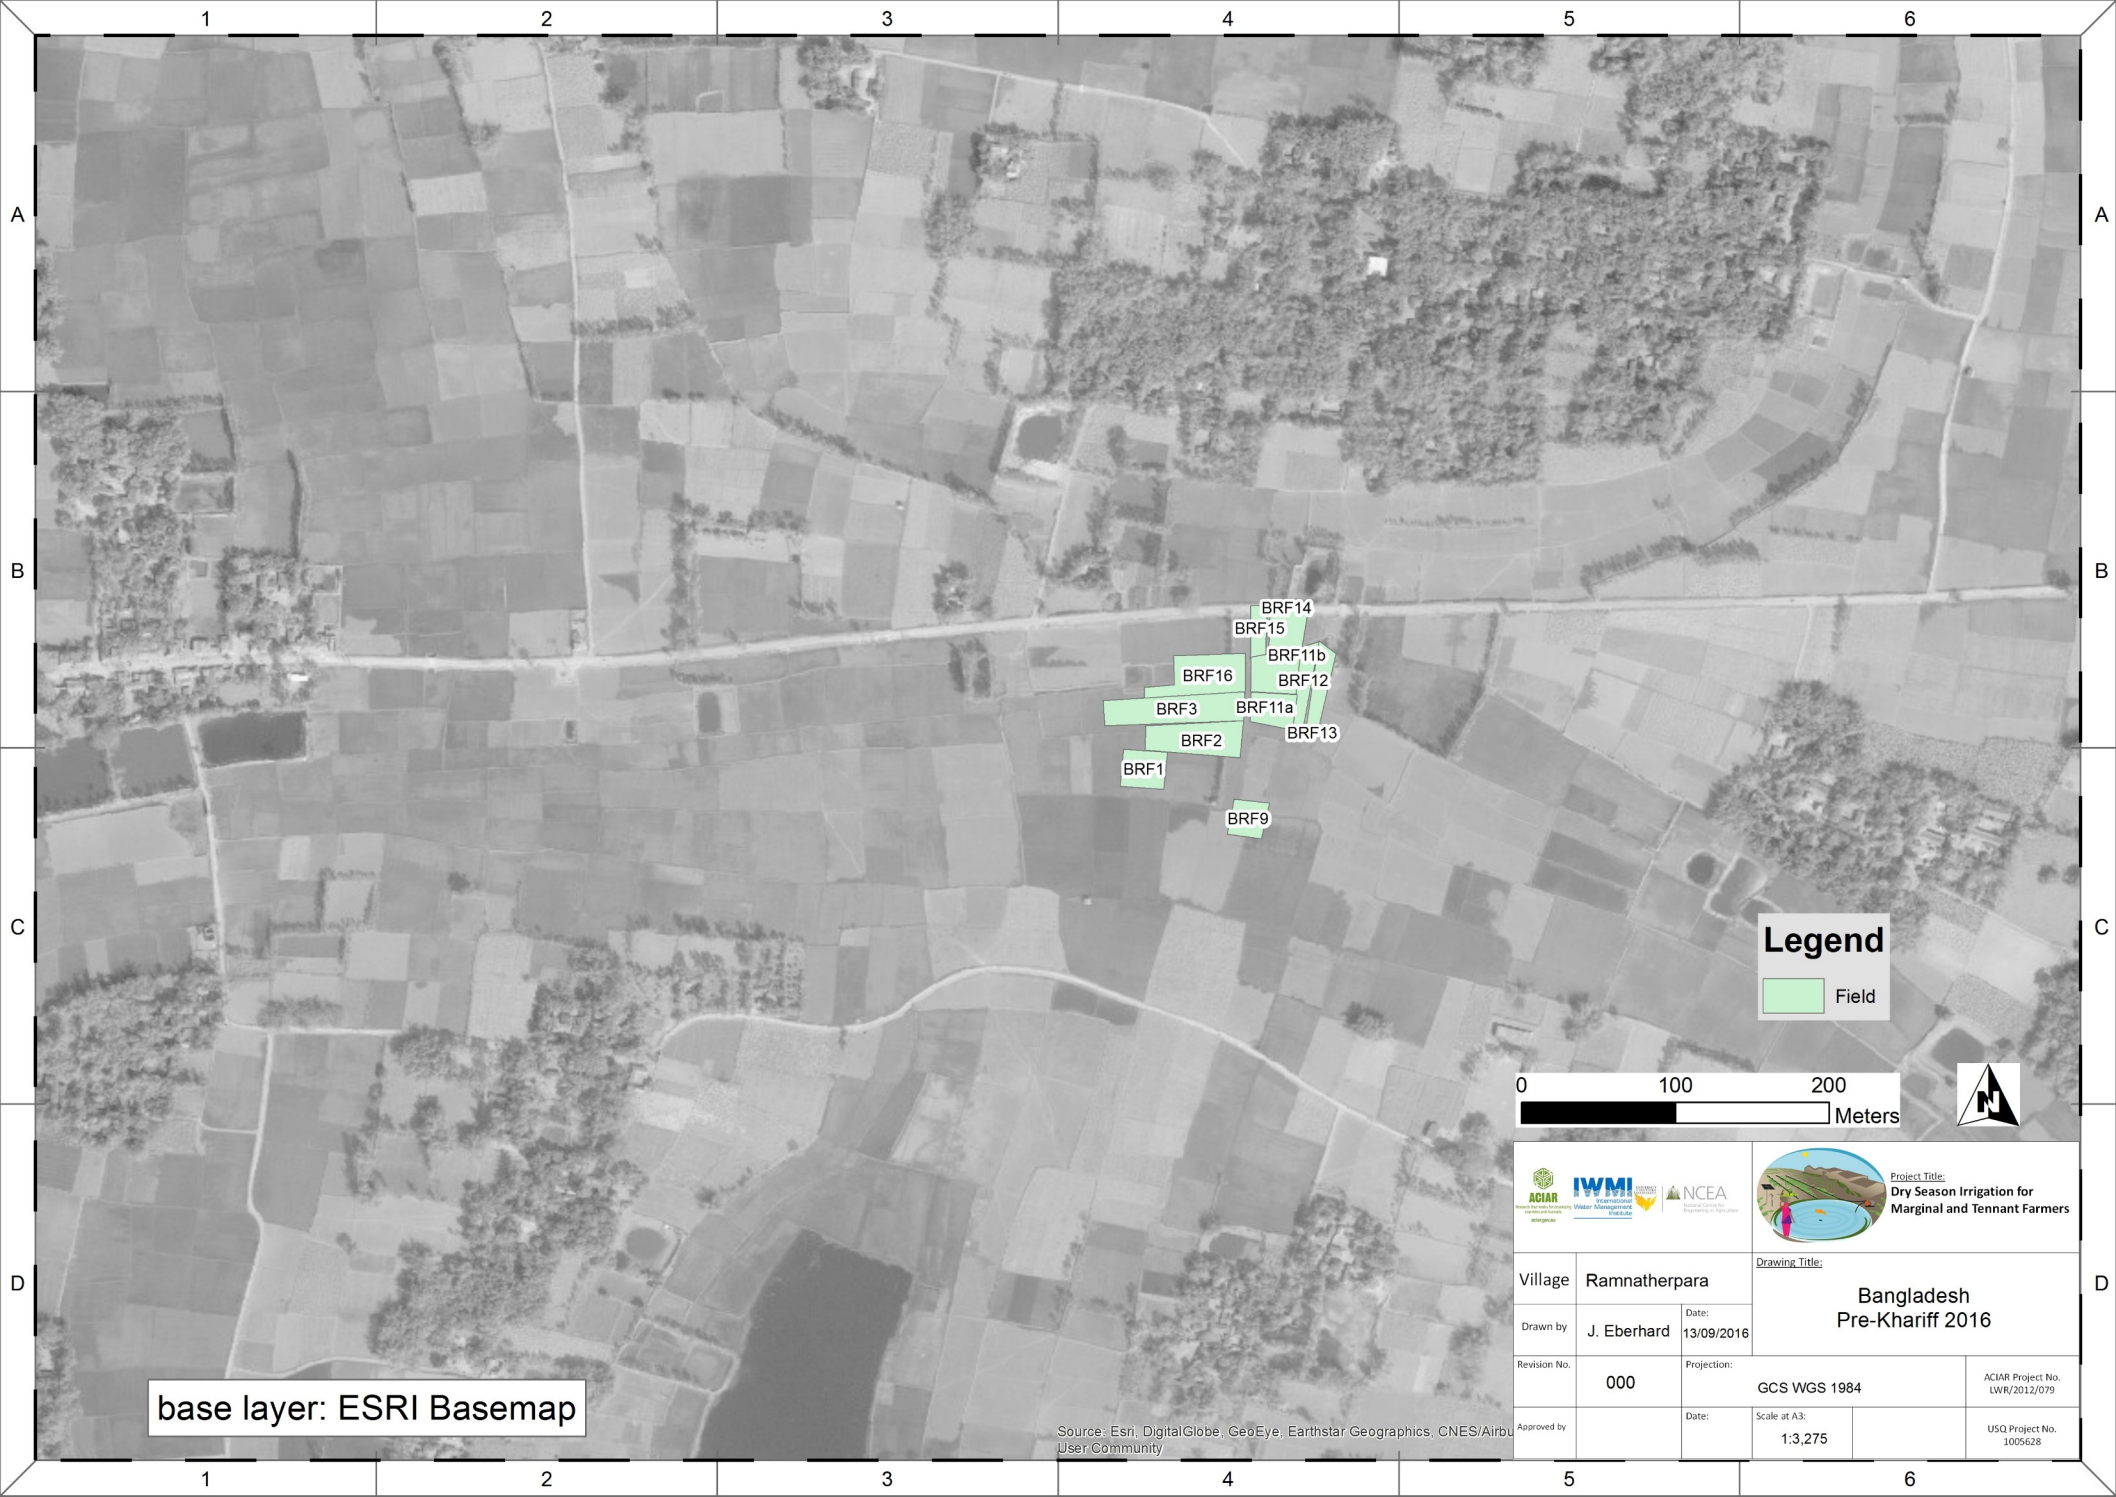 1 2 3 4 5 6
A A
B B
BRF14
BRF15
BRF11b
BRF16
BRF12
BRF3
BRF11a
BRF13
BRF2
BRF1
BRF9
C C
Legend
Field
0 100 200
Meters
N
ACIAR
IWMI
International
Water Management
Institute
NCEA
Project Title:
Dry Season Irrigation for
Marginal and Tennant Farmers
Village Ramnatherpara
Drawing Title:
Bangladesh
Pre-Khariff 2016
Drawn by J. Eberhard
Date:
13/09/2016
D D
Revision No.
000
Projection:
GCS WGS 1984
ACIAR Project No.
LWR/2012/079
Approved by
Date:
Scale at A3:
1:3,275
USQ Project No.
1005628
base layer: ESRI Basemap
Source: Esri, DigitalGlobe, GeoEye, Earthstar Geographics, CNES/Airbu
User Community
1 2 3 4 5 6